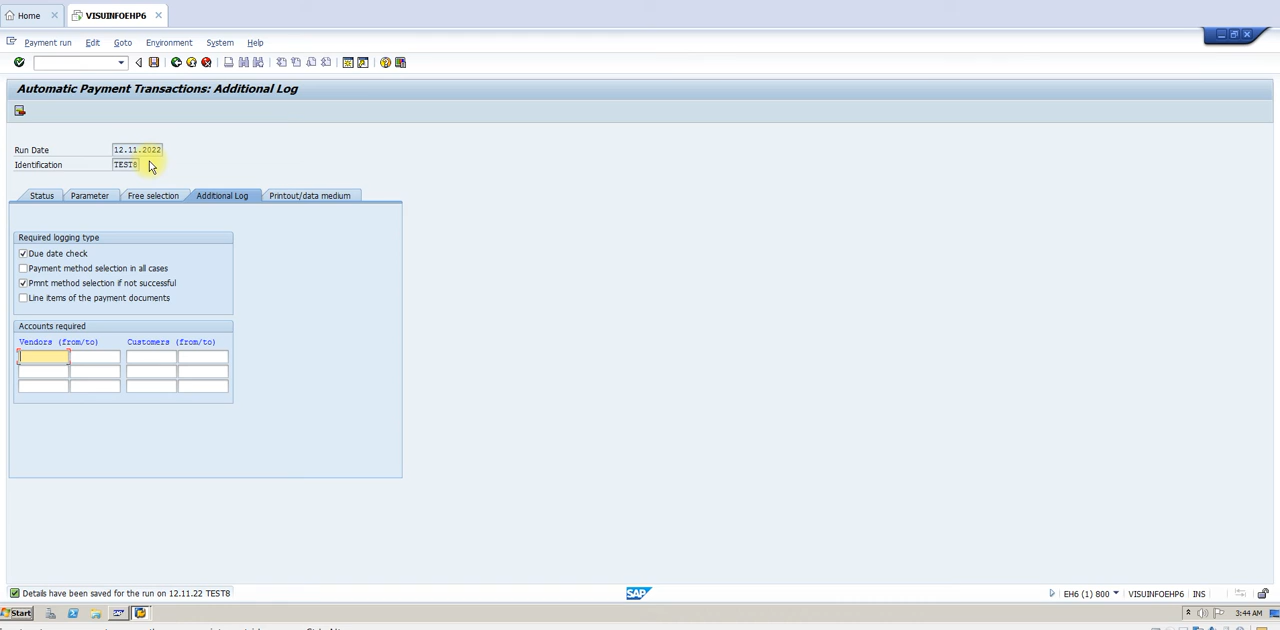 Home
VISUINFOEHP6
Payment run Edit Goto Environment System Help
Automatic Payment Transactions: Additional Log
Run Date 12.11.2022
Identification TEST8
Status Parameter Free selection Additional Log Printout/data medium
Required logging type
Due date check
Payment method selection in all cases
Pmnt method selection if not successful
Line items of the payment documents
Accounts required
Vendors (from/to) Customers (from/to)
Details have been saved for the run on 12.11.22 TEST8
SAP
EH6 (1) 800 VISUINFOEHP6 INS
Start
3:44 AM